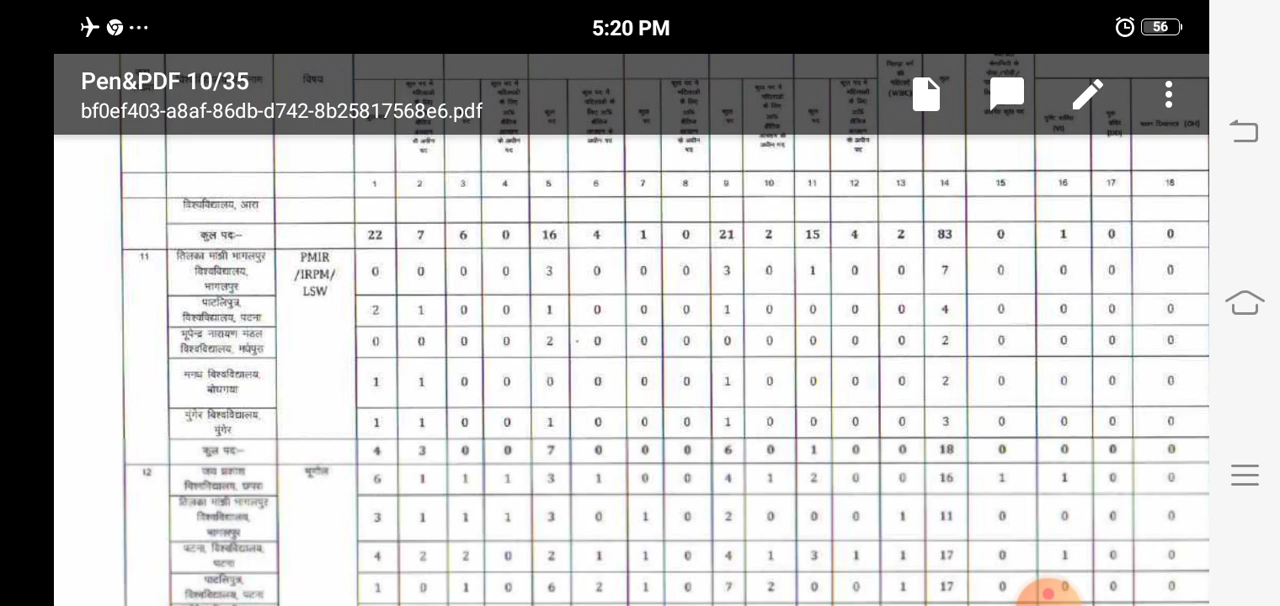 5:20 PM
56
Pen&PDF 10/35
bf0ef403-a8af-86db-d742-8b25817568e6.pdf
विषय
1 2 3 4 5 6 7 8 9 10 11 12 13 14 15 16 17 18
विश्वविद्यालय, आरा
कुल पदः- 22 7 6 0 16 4 1 0 21 2 15 4 2 83 0 1 0 0
11 तिलका मांझी भागलपुर विश्वविद्यालय, भागलपुर PMIR /IRPM/ LSW 0 0 0 0 3 0 0 0 3 0 1 0 0 7 0 0 0 0
पाटलिपुत्र, विश्वविद्यालय, पटना 2 1 0 0 1 0 0 0 1 0 0 0 0 4 0 0 0 0
भूपेन्द्र नारायण मंडल विश्वविद्यालय, मधेपुरा 0 0 0 0 2 0 0 0 0 0 0 0 0 2 0 0 0 0
मगध विश्वविद्यालय, बोधगया 1 1 0 0 0 0 0 0 1 0 0 0 0 2 0 0 0 0
मुंगेर विश्वविद्यालय, मुंगेर 1 1 0 0 1 0 0 0 1 0 0 0 0 3 0 0 0 0
कुल पदः- 4 3 0 0 7 0 0 0 6 0 1 0 0 18 0 0 0 0
12 जय प्रकाश विश्वविद्यालय, छपरा भूगोल 6 1 1 1 3 1 0 0 4 1 2 0 0 16 1 1 0 0
तिलका मांझी भागलपुर विश्वविद्यालय, भागलपुर 3 1 1 1 3 0 1 0 2 0 0 0 1 11 0 0 0 0
पटना, विश्वविद्यालय, पटना 4 2 2 0 2 1 1 0 4 1 3 1 1 17 0 1 0 0
पाटलिपुत्र, विश्वविद्यालय, पटना 1 0 1 0 6 2 1 0 7 2 0 0 1 17 0 0 0 0